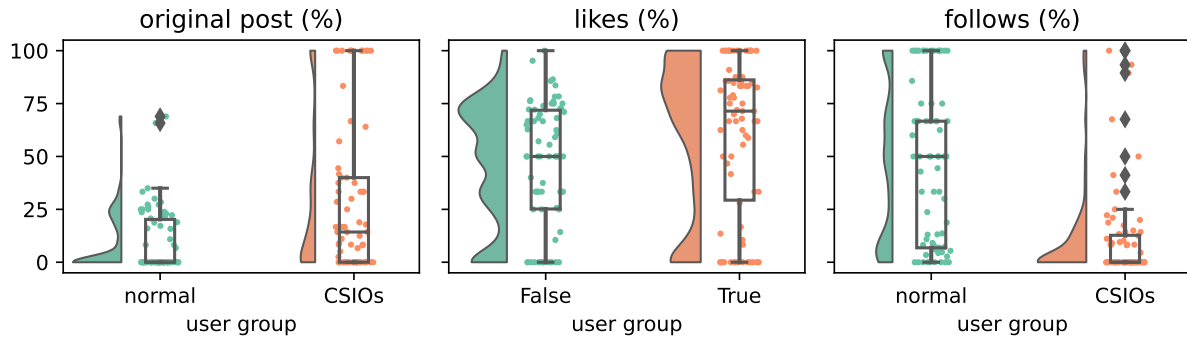 original post (%)
likes (%)
follows (%)
100
75
50
25
0
normal
CSIOs
False
True
normal
CSIOs
user group
user group
user group